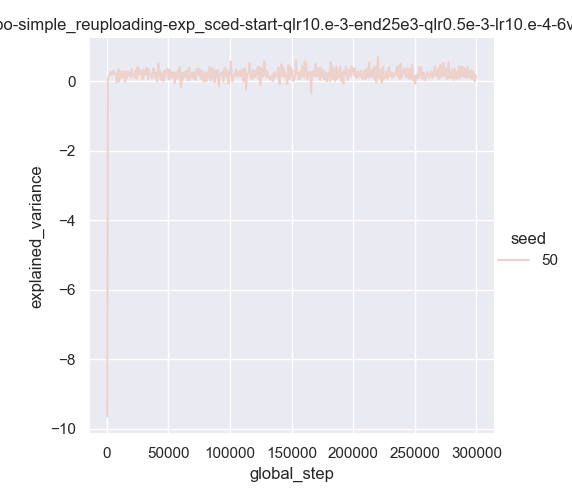 po-simple_reuploading-exp_sced-start-qlr10.e-3-end25e3-qlr0.5e-3-lr10.e-4-6v
0
−2
−4
−6
−8
−10
explained_variance
0 50000 100000 150000 200000 250000 300000
global_step
seed
50